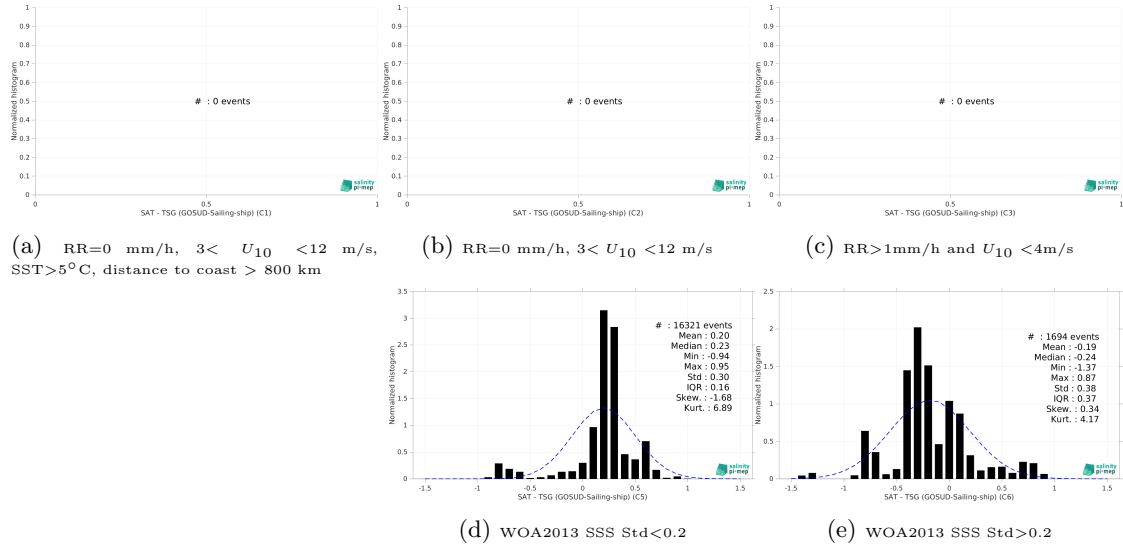 1
0.9
0.8
0.7
0.6
0.5
0.4
0.3
0.2
0.1
0
Normalized histogram
# : 0 events
salinity
pi-mep
0 0.5 1
SAT - TSG (GOSUD-Sailing-ship) (C1)
(a) RR=0 mm/h, 3< U10 <12 m/s,
SST>5°C, distance to coast > 800 km
1
0.9
0.8
0.7
0.6
0.5
0.4
0.3
0.2
0.1
0
Normalized histogram
# : 0 events
salinity
pi-mep
0 0.5 1
SAT - TSG (GOSUD-Sailing-ship) (C2)
(b) RR=0 mm/h, 3< U10 <12 m/s
1
0.9
0.8
0.7
0.6
0.5
0.4
0.3
0.2
0.1
0
Normalized histogram
# : 0 events
salinity
pi-mep
0 0.5 1
SAT - TSG (GOSUD-Sailing-ship) (C3)
(c) RR>1mm/h and U10 <4m/s
3.5
3
2.5
2
1.5
1
0.5
0
Normalized histogram
# : 16321 events
Mean : 0.20
Median : 0.23
Min : -0.94
Max : 0.95
Std : 0.30
IQR : 0.16
Skew. : -1.68
Kurt. : 6.89
salinity
pi-mep
-1.5 -1 -0.5 0 0.5 1 1.5
SAT - TSG (GOSUD-Sailing-ship) (C5)
(d) WOA2013 SSS Std<0.2
2.5
2
1.5
1
0.5
0
Normalized histogram
# : 1694 events
Mean : -0.19
Median : -0.24
Min : -1.37
Max : 0.87
Std : 0.38
IQR : 0.37
Skew. : 0.34
Kurt. : 4.17
salinity
pi-mep
-1.5 -1 -0.5 0 0.5 1 1.5
SAT - TSG (GOSUD-Sailing-ship) (C6)
(e) WOA2013 SSS Std>0.2